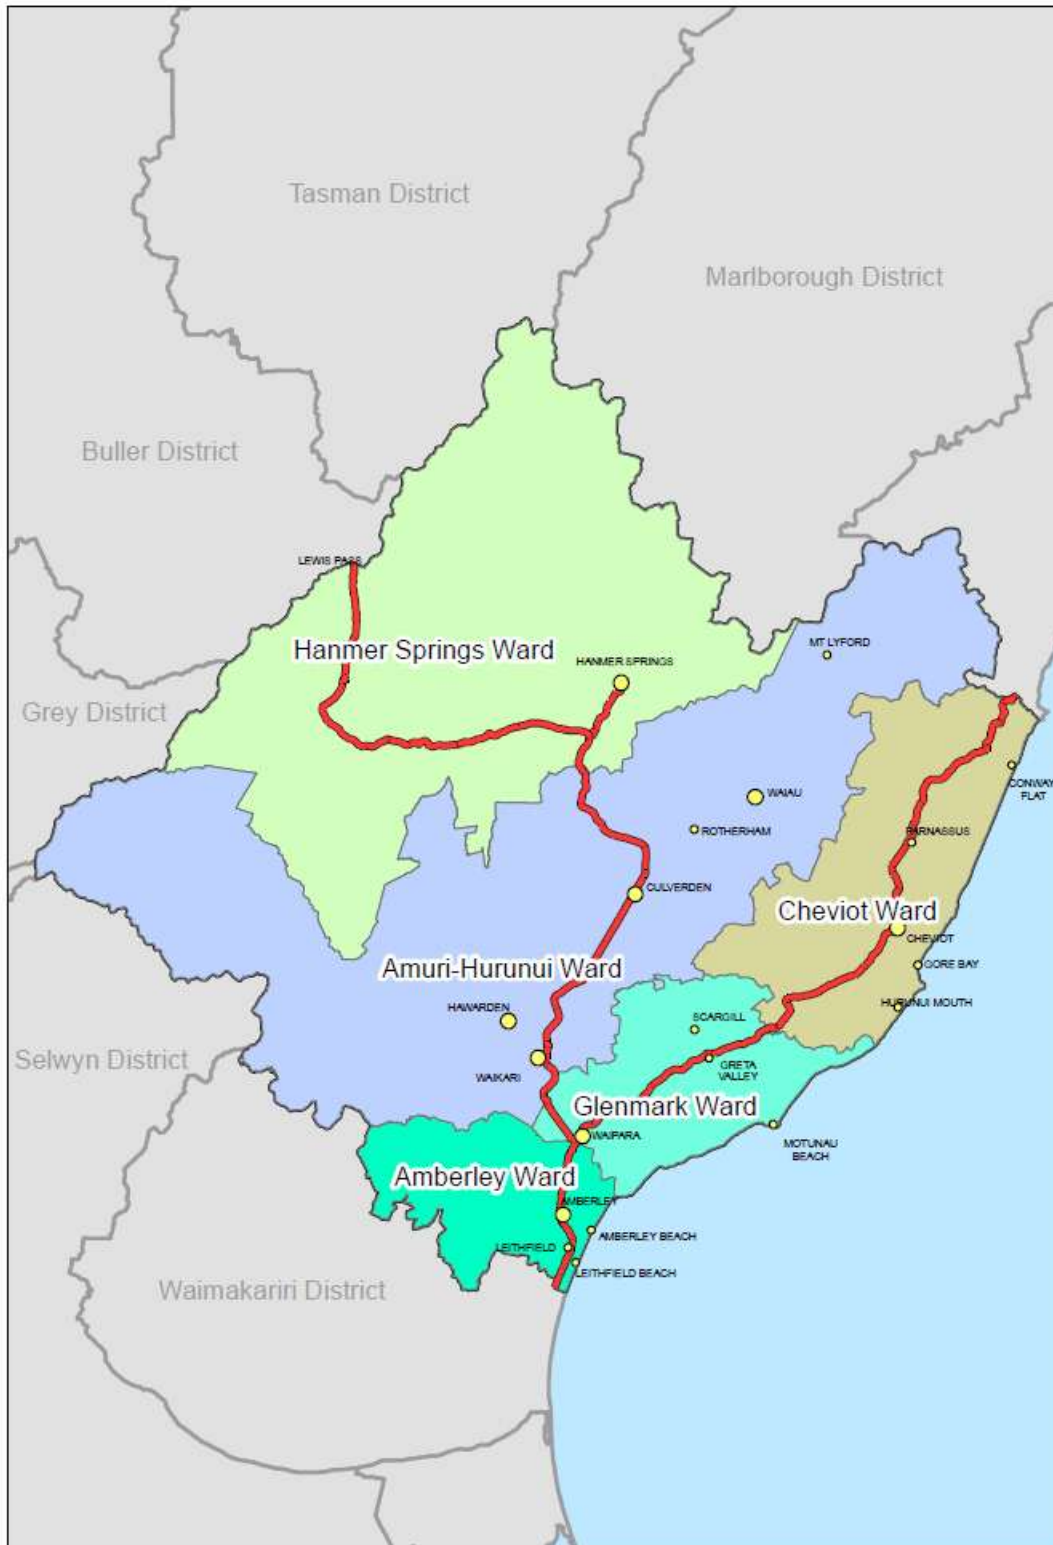 Tasman District
Marlborough District
Buller District
LEWIS PASS
MT LYFORD
Hanmer Springs Ward
HANMER SPRINGS
Grey District
CONWAY
FLAT
WAIAU
ROTHERHAM
PARNASSUS
CULVERDEN
Cheviot Ward
CHEVIOT
Amuri-Hurunui Ward
GORE BAY
HAWARDEN
HURUNUI MOUTH
SCARGILL
Selwyn District
GRETA
VALLEY
WAIKARI
Glenmark Ward
WAIPARA
MOTUNAU
BEACH
Amberley Ward
AMBERLEY
AMBERLEY BEACH
LEITHFIELD
LEITHFIELD BEACH
Waimakariri District